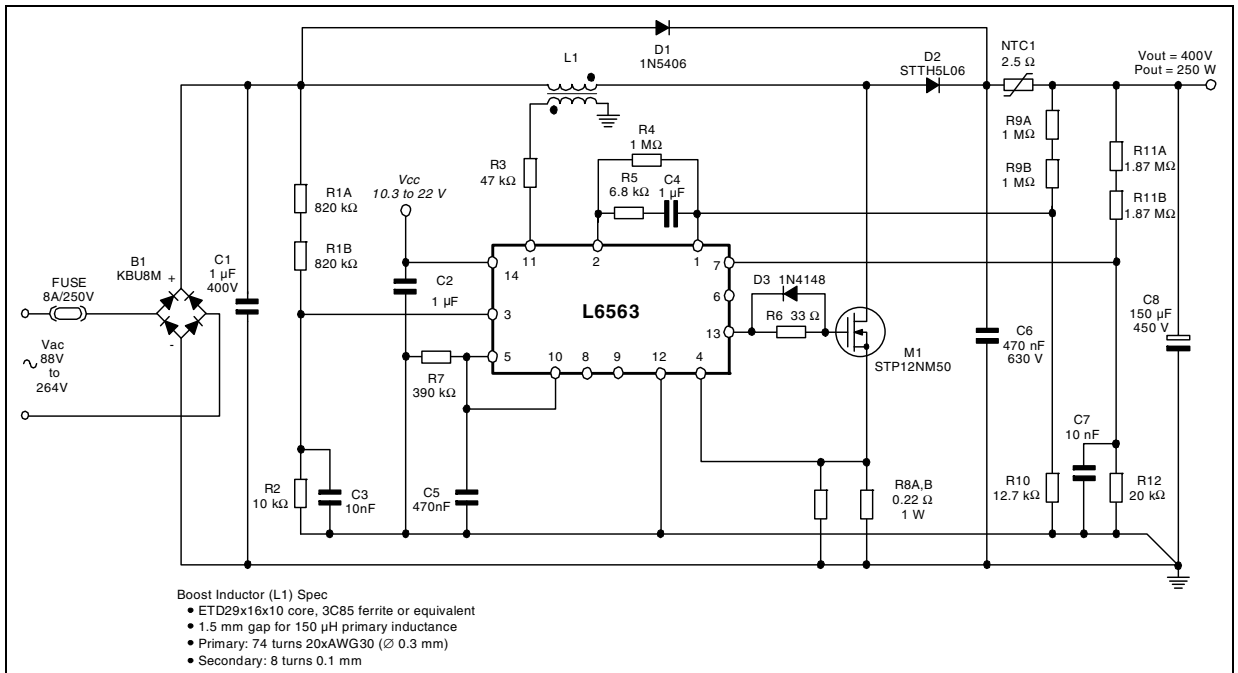 D1
1N5406
L1
D2
STTH5L06
NTC1
2.5 Ω
Vout = 400V
Pout = 250 W
R9A
1 MΩ
R9B
1 MΩ
R11A
1.87 MΩ
R11B
1.87 MΩ
R4
1 MΩ
R5
6.8 kΩ
C4
1 µF
R3
47 kΩ
Vcc
10.3 to 22 V
R1A
820 kΩ
R1B
820 kΩ
B1
KBU8M
+
-
C1
1 µF
400V
FUSE
8A/250V
Vac
88V
to
264V
~
C2
1 µF
11
2
1
14
3
5
10
8
9
12
4
7
6
13
L6563
D3 1N4148
R6 33 Ω
M1
STP12NM50
C6
470 nF
630 V
C8
150 µF
450 V
R7
390 kΩ
C7
10 nF
R2
10 kΩ
C3
10nF
C5
470nF
R8A,B
0.22 Ω
1 W
R10
12.7 kΩ
R12
20 kΩ
Boost Inductor (L1) Spec
• ETD29x16x10 core, 3C85 ferrite or equivalent
• 1.5 mm gap for 150 µH primary inductance
• Primary: 74 turns 20xAWG30 (∅ 0.3 mm)
• Secondary: 8 turns 0.1 mm